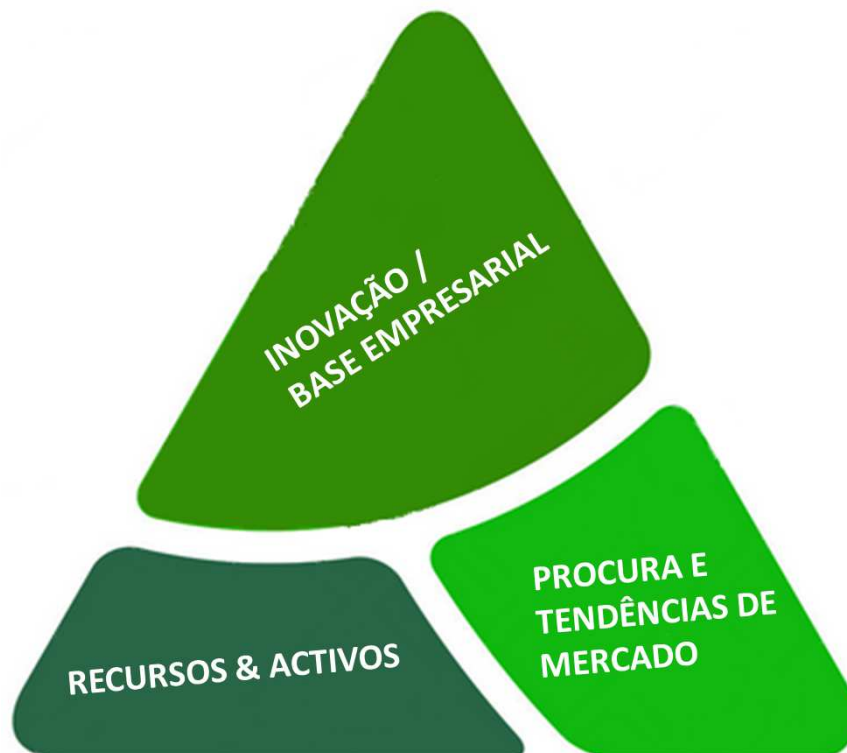 INOVAÇÃO /
BASE EMPRESARIAL
PROCURA E
TENDÊNCIAS DE
MERCADO
RECURSOS & ACTIVOS